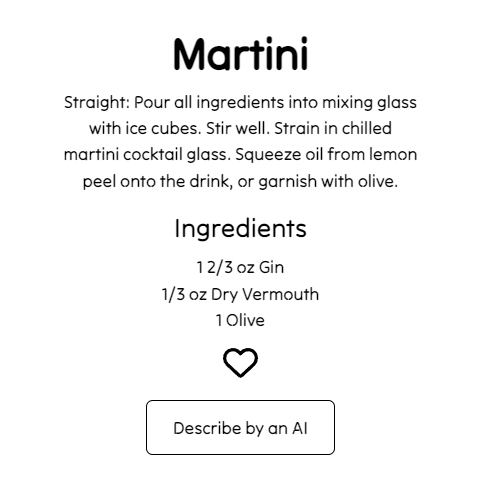 Martini
Straight: Pour all ingredients into mixing glass
with ice cubes. Stir well. Strain in chilled
martini cocktail glass. Squeeze oil from lemon
peel onto the drink, or garnish with olive.
Ingredients
1 2/3 oz Gin
1/3 oz Dry Vermouth
1 Olive
Describe by an AI